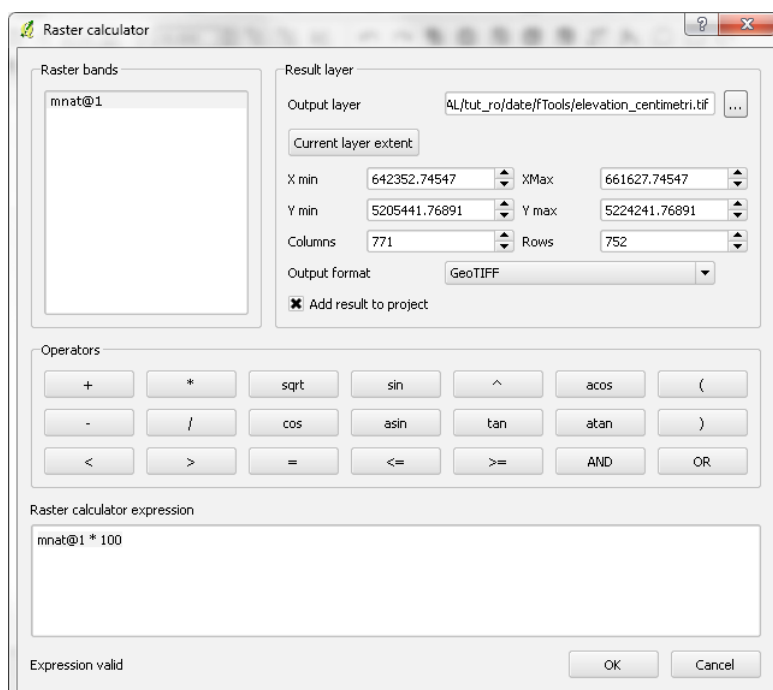 Raster calculator
Raster bands
mnat@1
Result layer
Output layer
AL/tut_ro/date/fTools/elevation_centimetri.tif
...
Current layer extent
X min
642352.74547
XMax
661627.74547
Y min
5205441.76891
Y max
5224241.76891
Columns
771
Rows
752
Output format
GeoTIFF
Add result to project
Operators
+ * sqrt sin ^ acos (
- / cos asin tan atan )
< > = <= >= AND OR
Raster calculator expression
mnat@1 * 100
Expression valid
OK
Cancel